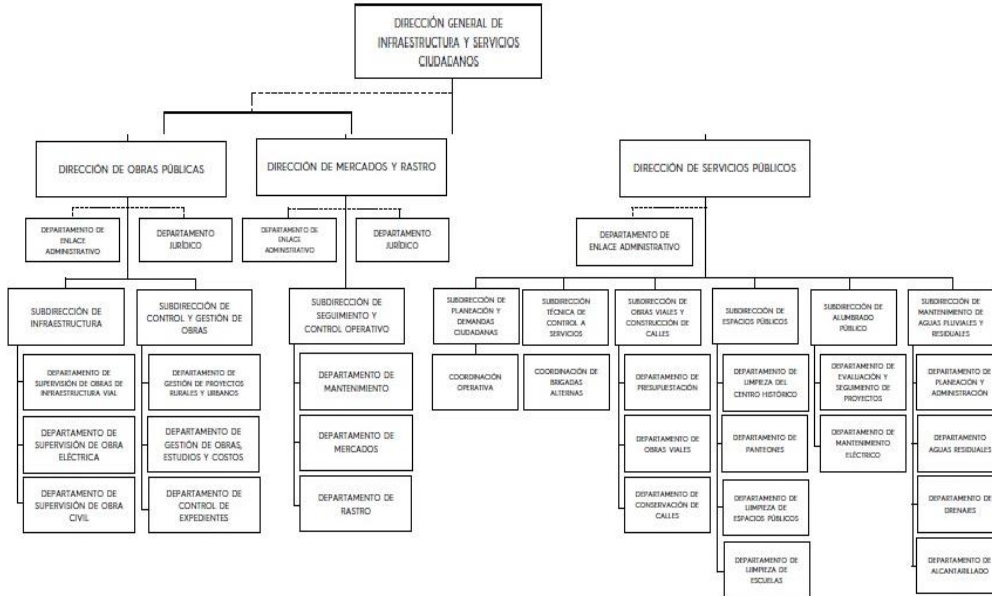 DIRECCIÓN GENERAL DE
INFRAESTRUCTURA Y SERVICIOS
CIUDADANOS
DIRECCIÓN DE OBRAS PÚBLICAS
DIRECCIÓN DE MERCADOS Y RASTRO
DIRECCIÓN DE SERVICIOS PÚBLICOS
DEPARTAMENTO DE
ENLACE
ADMINISTRATIVO
DEPARTAMENTO
JURÍDICO
DEPARTAMENTO DE
ENLACE
ADMINISTRATIVO
DEPARTAMENTO
JURÍDICO
DEPARTAMENTO DE
ENLACE ADMINISTRATIVO
SUBDIRECCIÓN DE
INFRAESTRUCTURA
SUBDIRECCIÓN DE
CONTROL Y GESTIÓN DE
OBRAS
SUBDIRECCIÓN DE
SEGUIMIENTO Y
CONTROL OPERATIVO
SUBDIRECCIÓN DE
PLANEACIÓN Y
DEMANDAS
CIUDADANAS
SUBDIRECCIÓN
TÉCNICA DE
CONTROL A
SERVICIOS
SUBDIRECCIÓN DE
OBRAS VIALES Y
CONSTRUCCIÓN DE
CALLES
SUBDIRECCIÓN DE
ESPACIOS PÚBLICOS
SUBDIRECCIÓN DE
ALUMBRADO
PÚBLICO
SUBDIRECCIÓN DE
MANTENIMIENTO DE
AGUAS PLUVIALES Y
RESIDUALES
DEPARTAMENTO DE
SUPERVISIÓN DE OBRAS DE
INFRAESTRUCTURA VIAL
DEPARTAMENTO DE
SUPERVISIÓN DE OBRA
ELÉCTRICA
DEPARTAMENTO DE
SUPERVISIÓN DE OBRA
CIVIL
DEPARTAMENTO DE
GESTIÓN DE PROYECTOS
RURALES Y URBANOS
DEPARTAMENTO DE
GESTIÓN DE OBRAS,
ESTUDIOS Y COSTOS
DEPARTAMENTO DE
CONTROL DE
EXPEDIENTES
DEPARTAMENTO DE
MANTENIMIENTO
DEPARTAMENTO DE
MERCADOS
DEPARTAMENTO DE
RASTRO
COORDINACIÓN
OPERATIVA
COORDINACIÓN DE
BRIGADAS
ALTERNAS
DEPARTAMENTO DE
PRESUPUESTACIÓN
DEPARTAMENTO DE
OBRAS VIALES
DEPARTAMENTO DE
CONSERVACIÓN DE
CALLES
DEPARTAMENTO DE
LIMPIEZA DEL
CENTRO HISTÓRICO
DEPARTAMENTO DE
PANTEONES
DEPARTAMENTO DE
LIMPIEZA DE
ESPACIOS PÚBLICOS
DEPARTAMENTO DE
LIMPIEZA DE
ESCUELAS
DEPARTAMENTO DE
EVALUACIÓN Y
SEGUIMIENTO DE
PROYECTOS
DEPARTAMENTO DE
MANTENIMIENTO
ELÉCTRICO
DEPARTAMENTO DE
PLANEACIÓN Y
ADMINISTRACIÓN
DEPARTAMENTO
AGUAS RESIDUALES
DEPARTAMENTO DE
DRENAJES
DEPARTAMENTO DE
ALCANTARILLADO